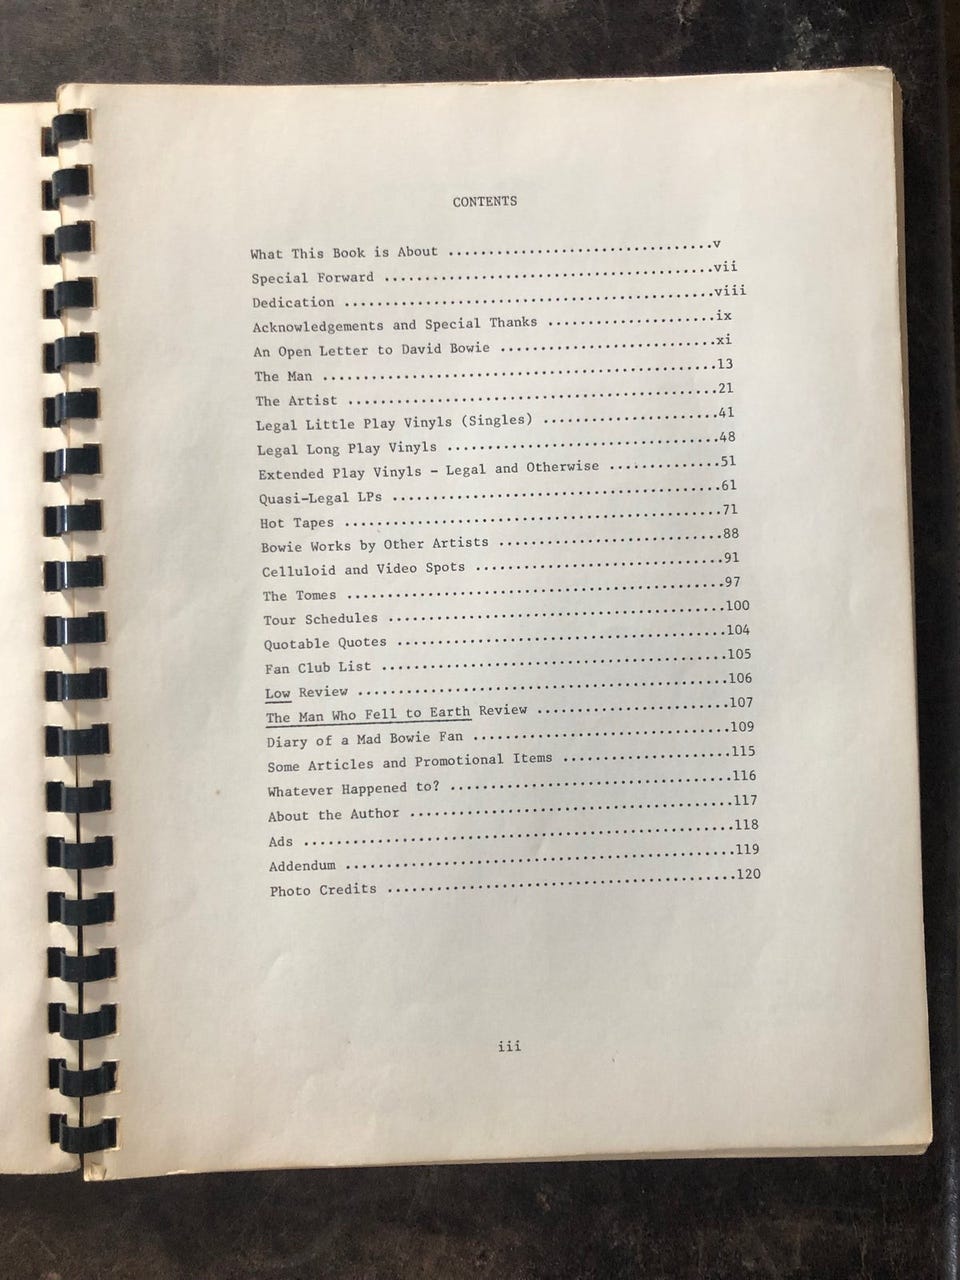 CONTENTS
What This Book is About ................................v
Special Forward ........................................vii
Dedication .............................................viii
Acknowledgements and Special Thanks ....................ix
An Open Letter to David Bowie ..........................xi
The Man ................................................13
The Artist .............................................21
Legal Little Play Vinyls (Singles) .....................41
Legal Long Play Vinyls .................................48
Extended Play Vinyls - Legal and Otherwise .............51
Quasi-Legal LPs ........................................61
Hot Tapes ..............................................71
Bowie Works by Other Artists ...........................88
Celluloid and Video Spots ..............................91
The Tomes ..............................................97
Tour Schedules .........................................100
Quotable Quotes ........................................104
Fan Club List ..........................................105
Low Review .............................................106
The Man Who Fell to Earth Review .......................107
Diary of a Mad Bowie Fan ...............................109
Some Articles and Promotional Items ....................115
Whatever Happened to? ..................................116
About the Author .......................................117
Ads ....................................................118
Addendum ...............................................119
Photo Credits ..........................................120
iii